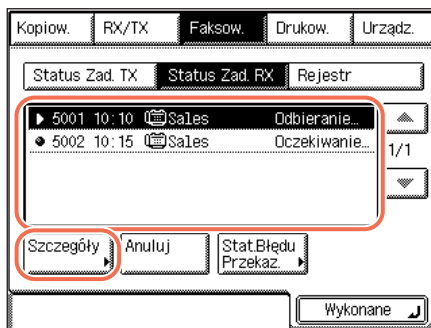 Kopiow. RX/TX Faksow. Drukow. Urządz.
Status Zad. TX Status Zad. RX Rejestr
5001 10:10 Sales Odbieranie...
5002 10:15 Sales Oczekiwanie...
1/1
Szczegóły Anuluj Stat.Błędu
Przekaz.
Wykonane